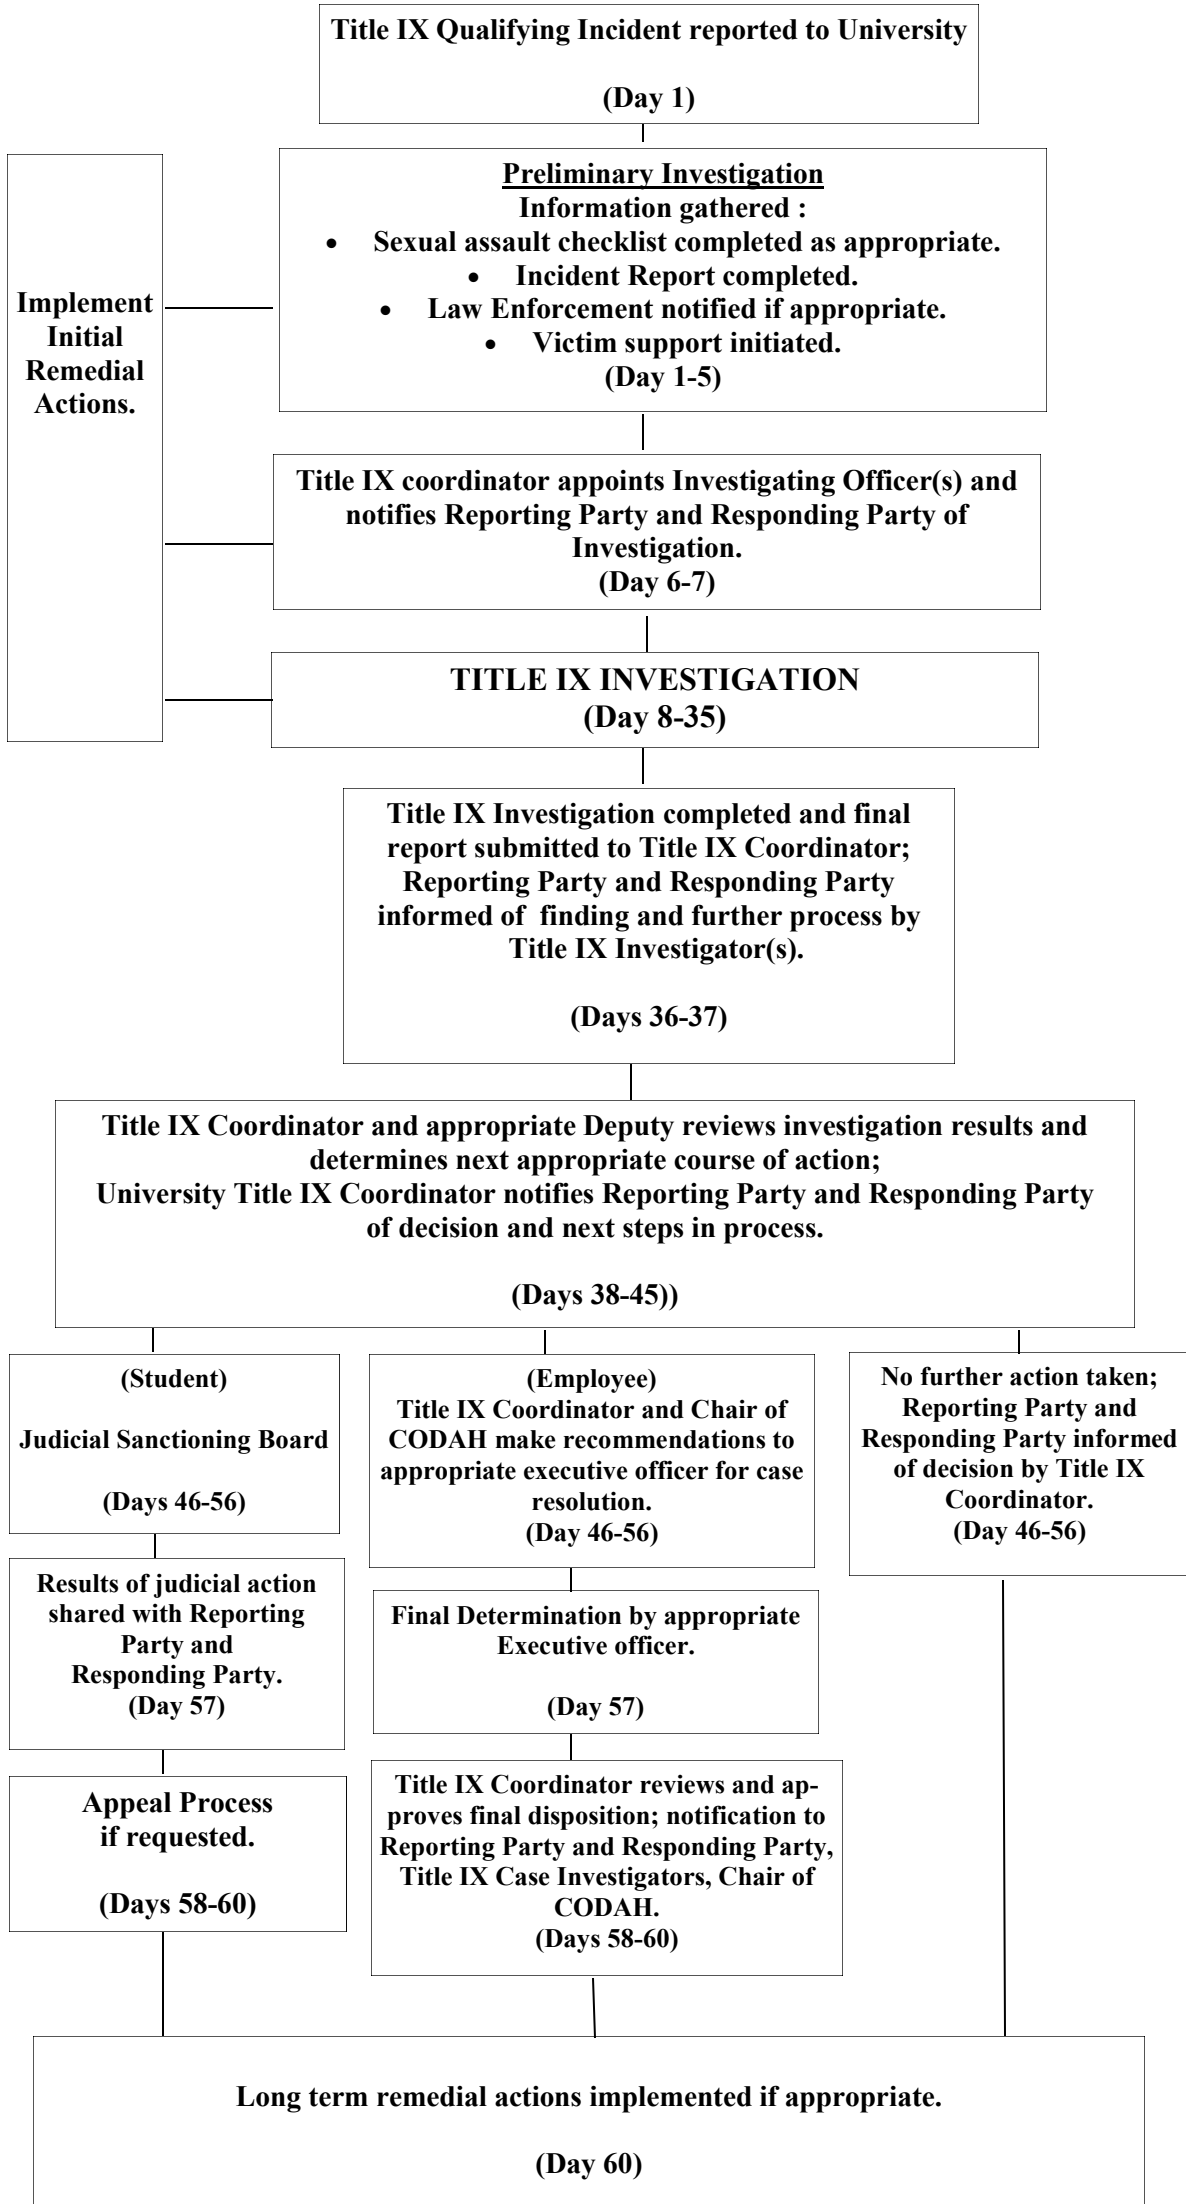 Title IX Qualifying Incident reported to University
(Day 1)
Implement
Initial
Remedial
Actions.
Preliminary Investigation
Information gathered :
• Sexual assault checklist completed as appropriate.
• Incident Report completed.
• Law Enforcement notified if appropriate.
• Victim support initiated.
(Day 1-5)
Title IX coordinator appoints Investigating Officer(s) and
notifies Reporting Party and Responding Party of
Investigation.
(Day 6-7)
TITLE IX INVESTIGATION
(Day 8-35)
Title IX Investigation completed and final
report submitted to Title IX Coordinator;
Reporting Party and Responding Party
informed of  finding and further process by
Title IX Investigator(s).
(Days 36-37)
Title IX Coordinator and appropriate Deputy reviews investigation results and
determines next appropriate course of action;
University Title IX Coordinator notifies Reporting Party and Responding Party
of decision and next steps in process.
(Days 38-45))
(Student)
Judicial Sanctioning Board
(Days 46-56)
Results of judicial action
shared with Reporting
Party and
Responding Party.
(Day 57)
Appeal Process
if requested.
(Days 58-60)
(Employee)
Title IX Coordinator and Chair of
CODAH make recommendations to
appropriate executive officer for case
resolution.
(Day 46-56)
Final Determination by appropriate
Executive officer.
(Day 57)
Title IX Coordinator reviews and ap-
proves final disposition; notification to
Reporting Party and Responding Party,
Title IX Case Investigators, Chair of
CODAH.
(Days 58-60)
No further action taken;
Reporting Party and
Responding Party informed
of decision by Title IX
Coordinator.
(Day 46-56)
Long term remedial actions implemented if appropriate.
(Day 60)